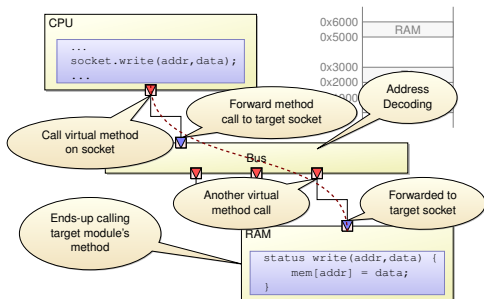 CPU
...
socket.write(addr,data);
...
0x6000
RAM
0x5000
0x3000
0x2000
Address
Decoding
Forward method
call to target socket
Call virtual method
on socket
Bus
Another virtual
method call
Forwarded to
target socket
Ends-up calling
target module's
method
RAM
status write(addr,data) {
mem[addr] = data;
}